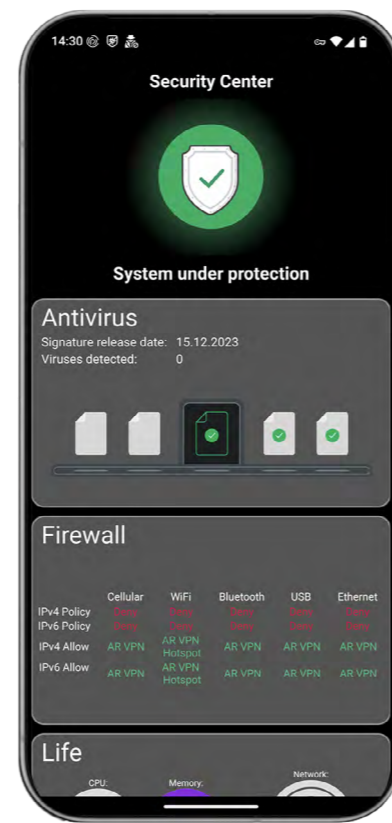 14:30
Security Center
System under protection
Antivirus
Signature release date: 15.12.2023
Viruses detected: 0
Firewall
Cellular WiFi Bluetooth USB Ethernet
IPv4 Policy Deny Deny Deny Deny Deny
IPv6 Policy Deny Deny Deny Deny Deny
IPv4 Allow AR VPN AR VPN Hotspot AR VPN AR VPN AR VPN
IPv6 Allow AR VPN AR VPN Hotspot AR VPN AR VPN AR VPN
Life
CPU: Memory: Network: